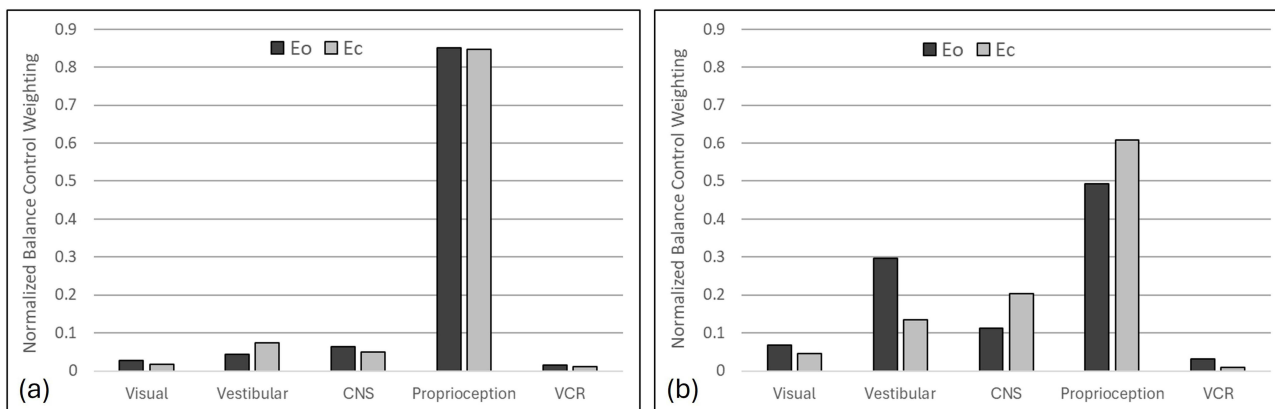 Normalized Balance Control Weighting
0.9
0.8
0.7
0.6
0.5
0.4
0.3
0.2
0.1
0
Eo Ec
Visual Vestibular CNS Proprioception VCR
(a)
Normalized Balance Control Weighting
0.9
0.8
0.7
0.6
0.5
0.4
0.3
0.2
0.1
0
Eo Ec
Visual Vestibular CNS Proprioception VCR
(b)